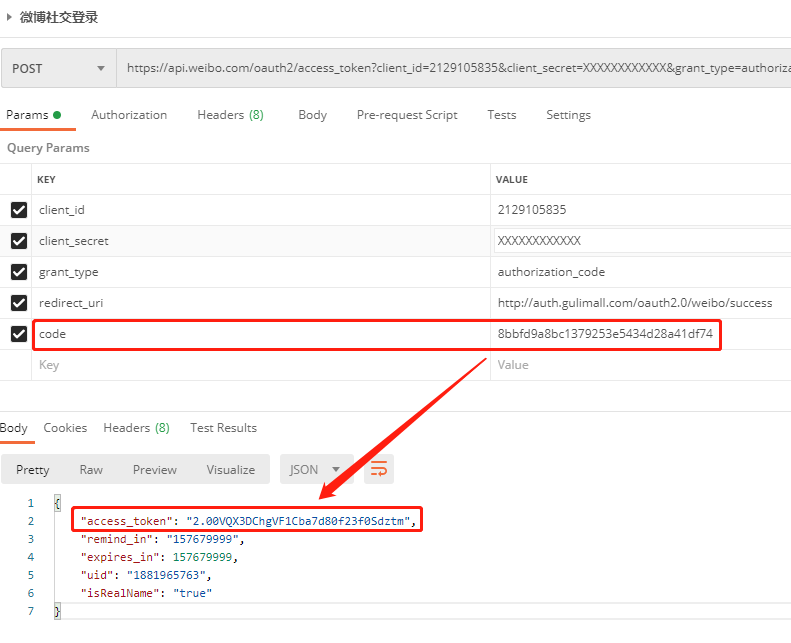 微博社交登录
POST https://api.weibo.com/oauth2/access_token?client_id=2129105835&client_secret=XXXXXXXXXXXX&grant_type=authoriza
Params Authorization Headers (8) Body Pre-request Script Tests Settings
Query Params
KEY VALUE
client_id 2129105835
client_secret XXXXXXXXXXXX
grant_type authorization_code
redirect_uri http://auth.gulimall.com/oauth2.0/weibo/success
code 8bbfd9a8bc1379253e5434d28a41df74
Key Value
Body Cookies Headers (8) Test Results
Pretty Raw Preview Visualize JSON
1 {
2 "access_token": "2.00VQX3DChgVF1Cba7d80f23f0Sdztm",
3 "remind_in": "157679999",
4 "expires_in": 157679999,
5 "uid": "1881965763",
6 "isRealName": "true"
7 }